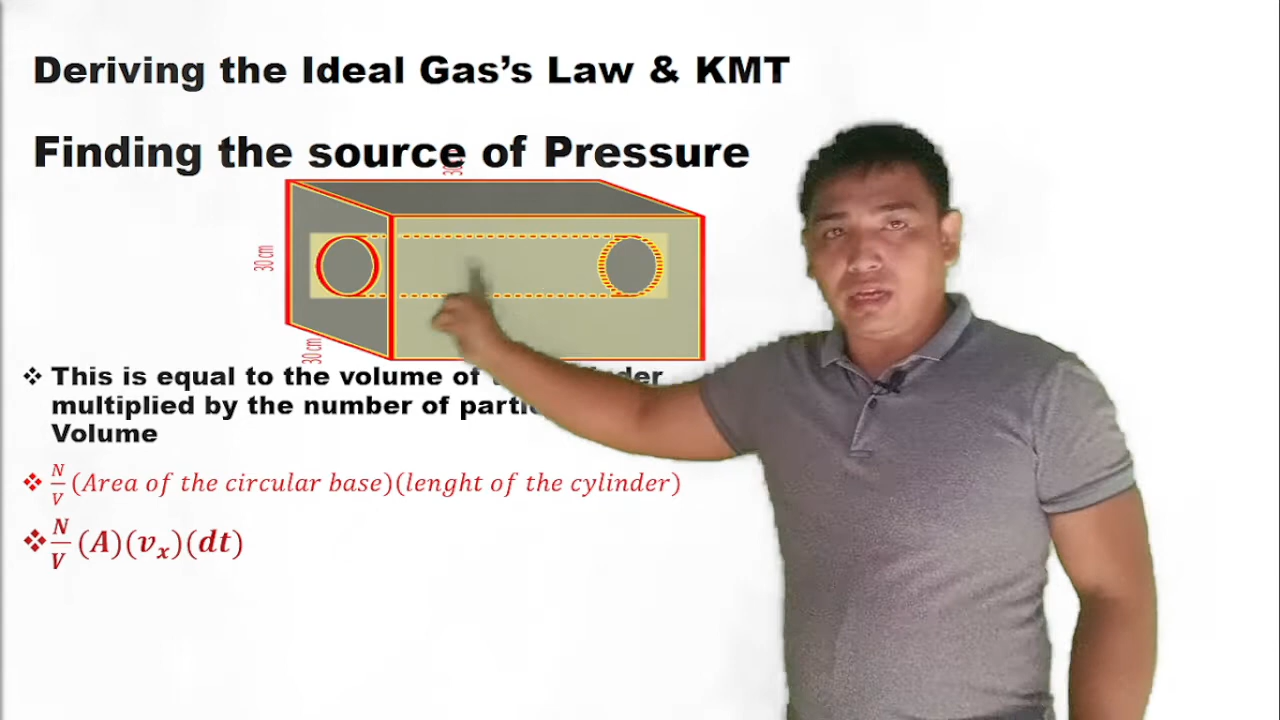 Deriving the Ideal Gas's Law & KMT
Finding the source of Pressure
30 cm
30 cm
❖ This is equal to the volume of
multiplied by the number of
Volume
❖ N/V (Area of the circular base)(lenght of the cylinder)
❖ N/V (A)(vₓ)(dt)